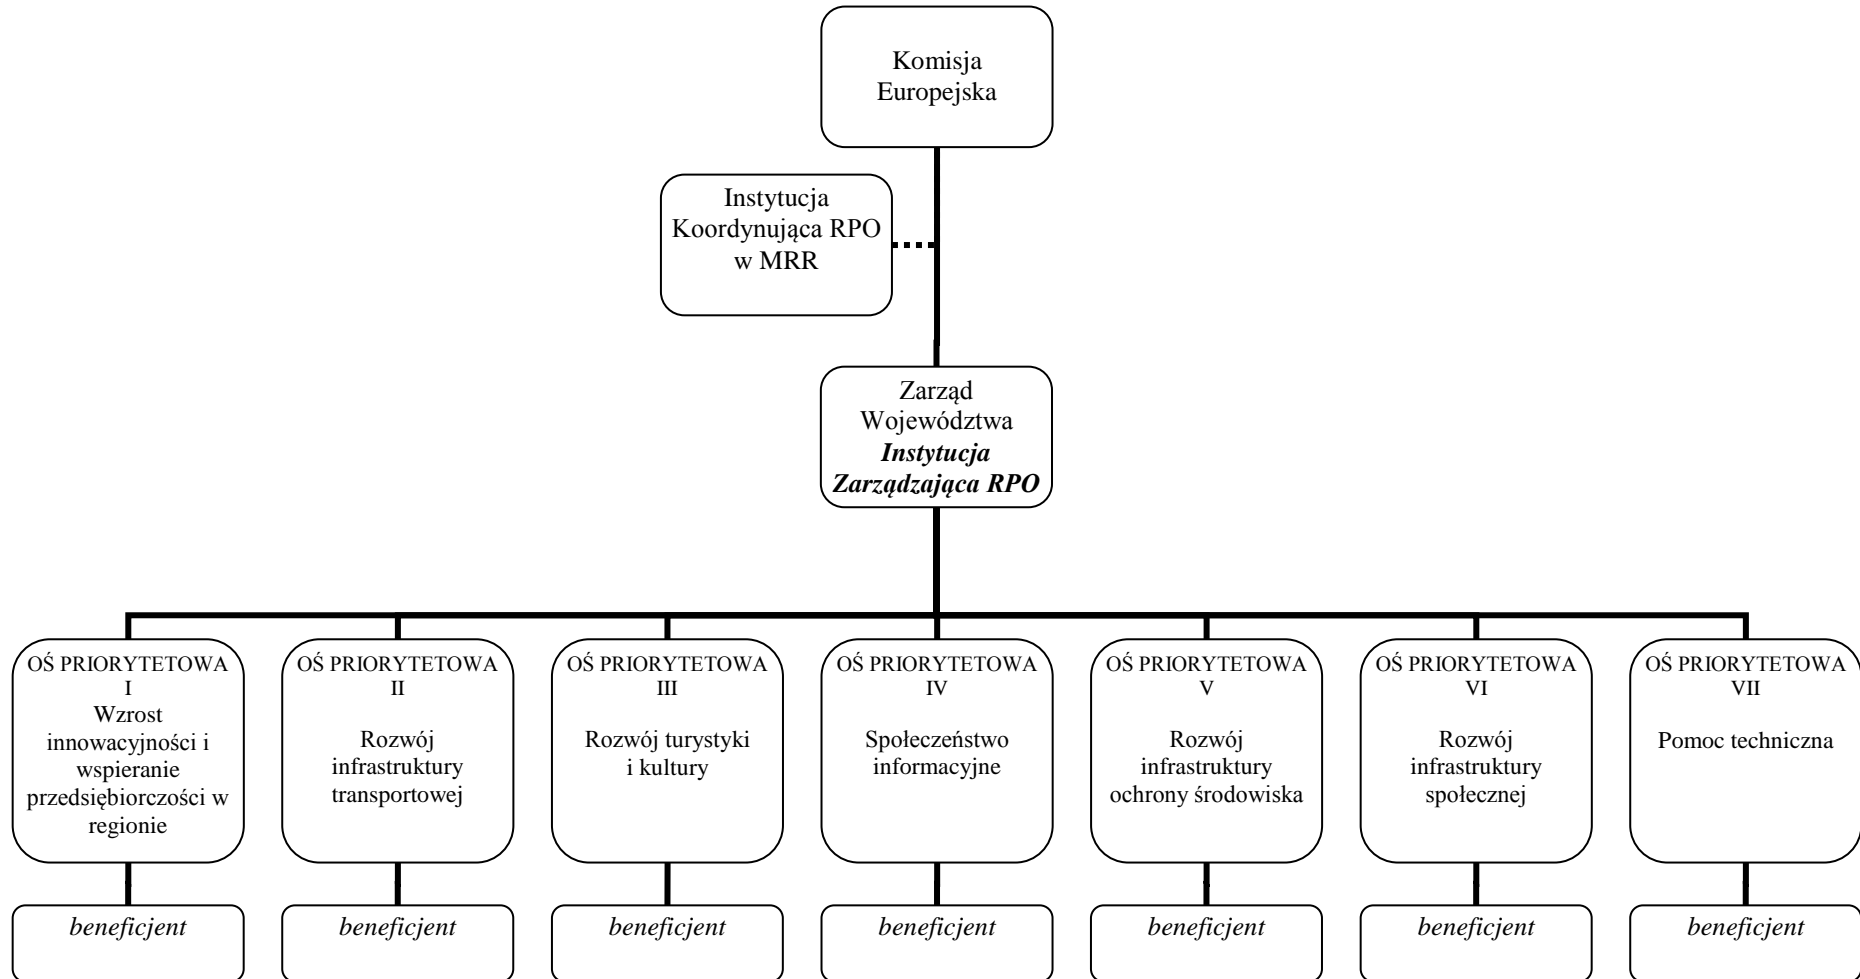 Komisja
Europejska
Instytucja
Koordynująca RPO
w MRR
Zarząd
Województwa
Instytucja
Zarządzająca RPO
OŚ PRIORYTETOWA
I
Wzrost
innowacyjności i
wspieranie
przedsiębiorczości w
regionie
OŚ PRIORYTETOWA
II
Rozwój
infrastruktury
transportowej
OŚ PRIORYTETOWA
III
Rozwój turystyki
i kultury
OŚ PRIORYTETOWA
IV
Społeczeństwo
informacyjne
OŚ PRIORYTETOWA
V
Rozwój
infrastruktury
ochrony środowiska
OŚ PRIORYTETOWA
VI
Rozwój
infrastruktury
społecznej
OŚ PRIORYTETOWA
VII
Pomoc techniczna
beneficjent
beneficjent
beneficjent
beneficjent
beneficjent
beneficjent
beneficjent